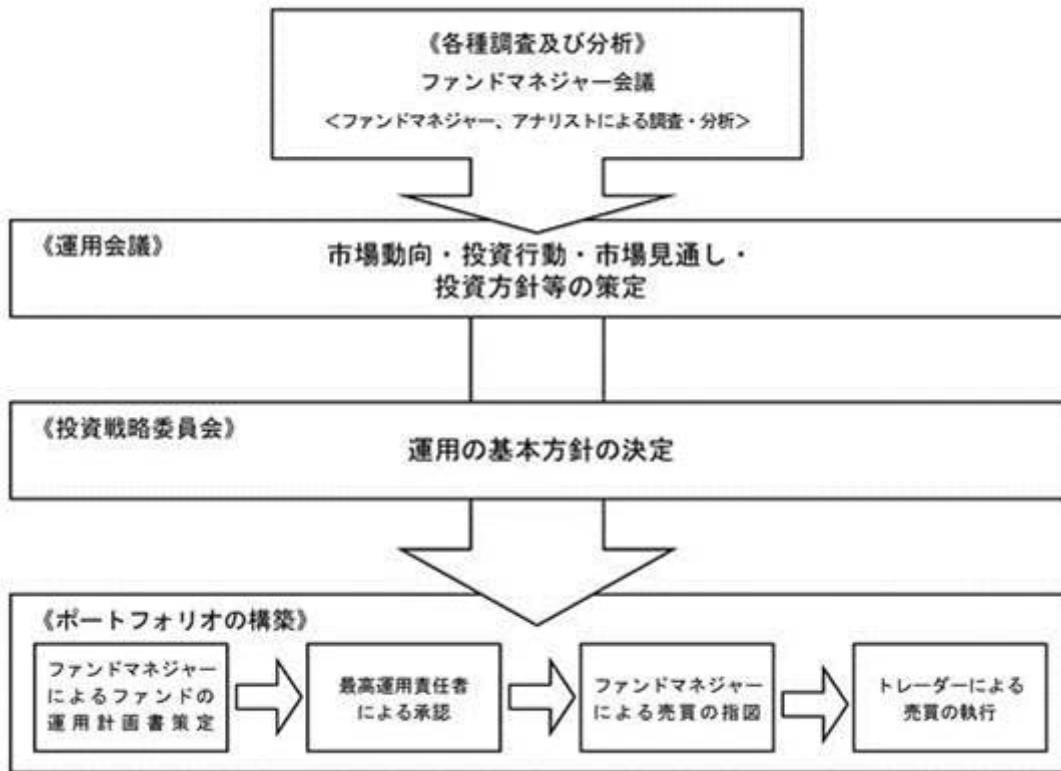 《各種調査及び分析》
ファンドマネジャー会議
<ファンドマネジャー、アナリストによる調査・分析>
《運用会議》
市場動向・投資行動・市場見通し・
投資方針等の策定
《投資戦略委員会》
運用の基本方針の決定
《ポートフォリオの構築》
ファンドマネジャー
によるファンドの
運用計画書策定
最高運用責任者
による承認
ファンドマネジャー
による売買の指図
トレーダーによる
売買の執行